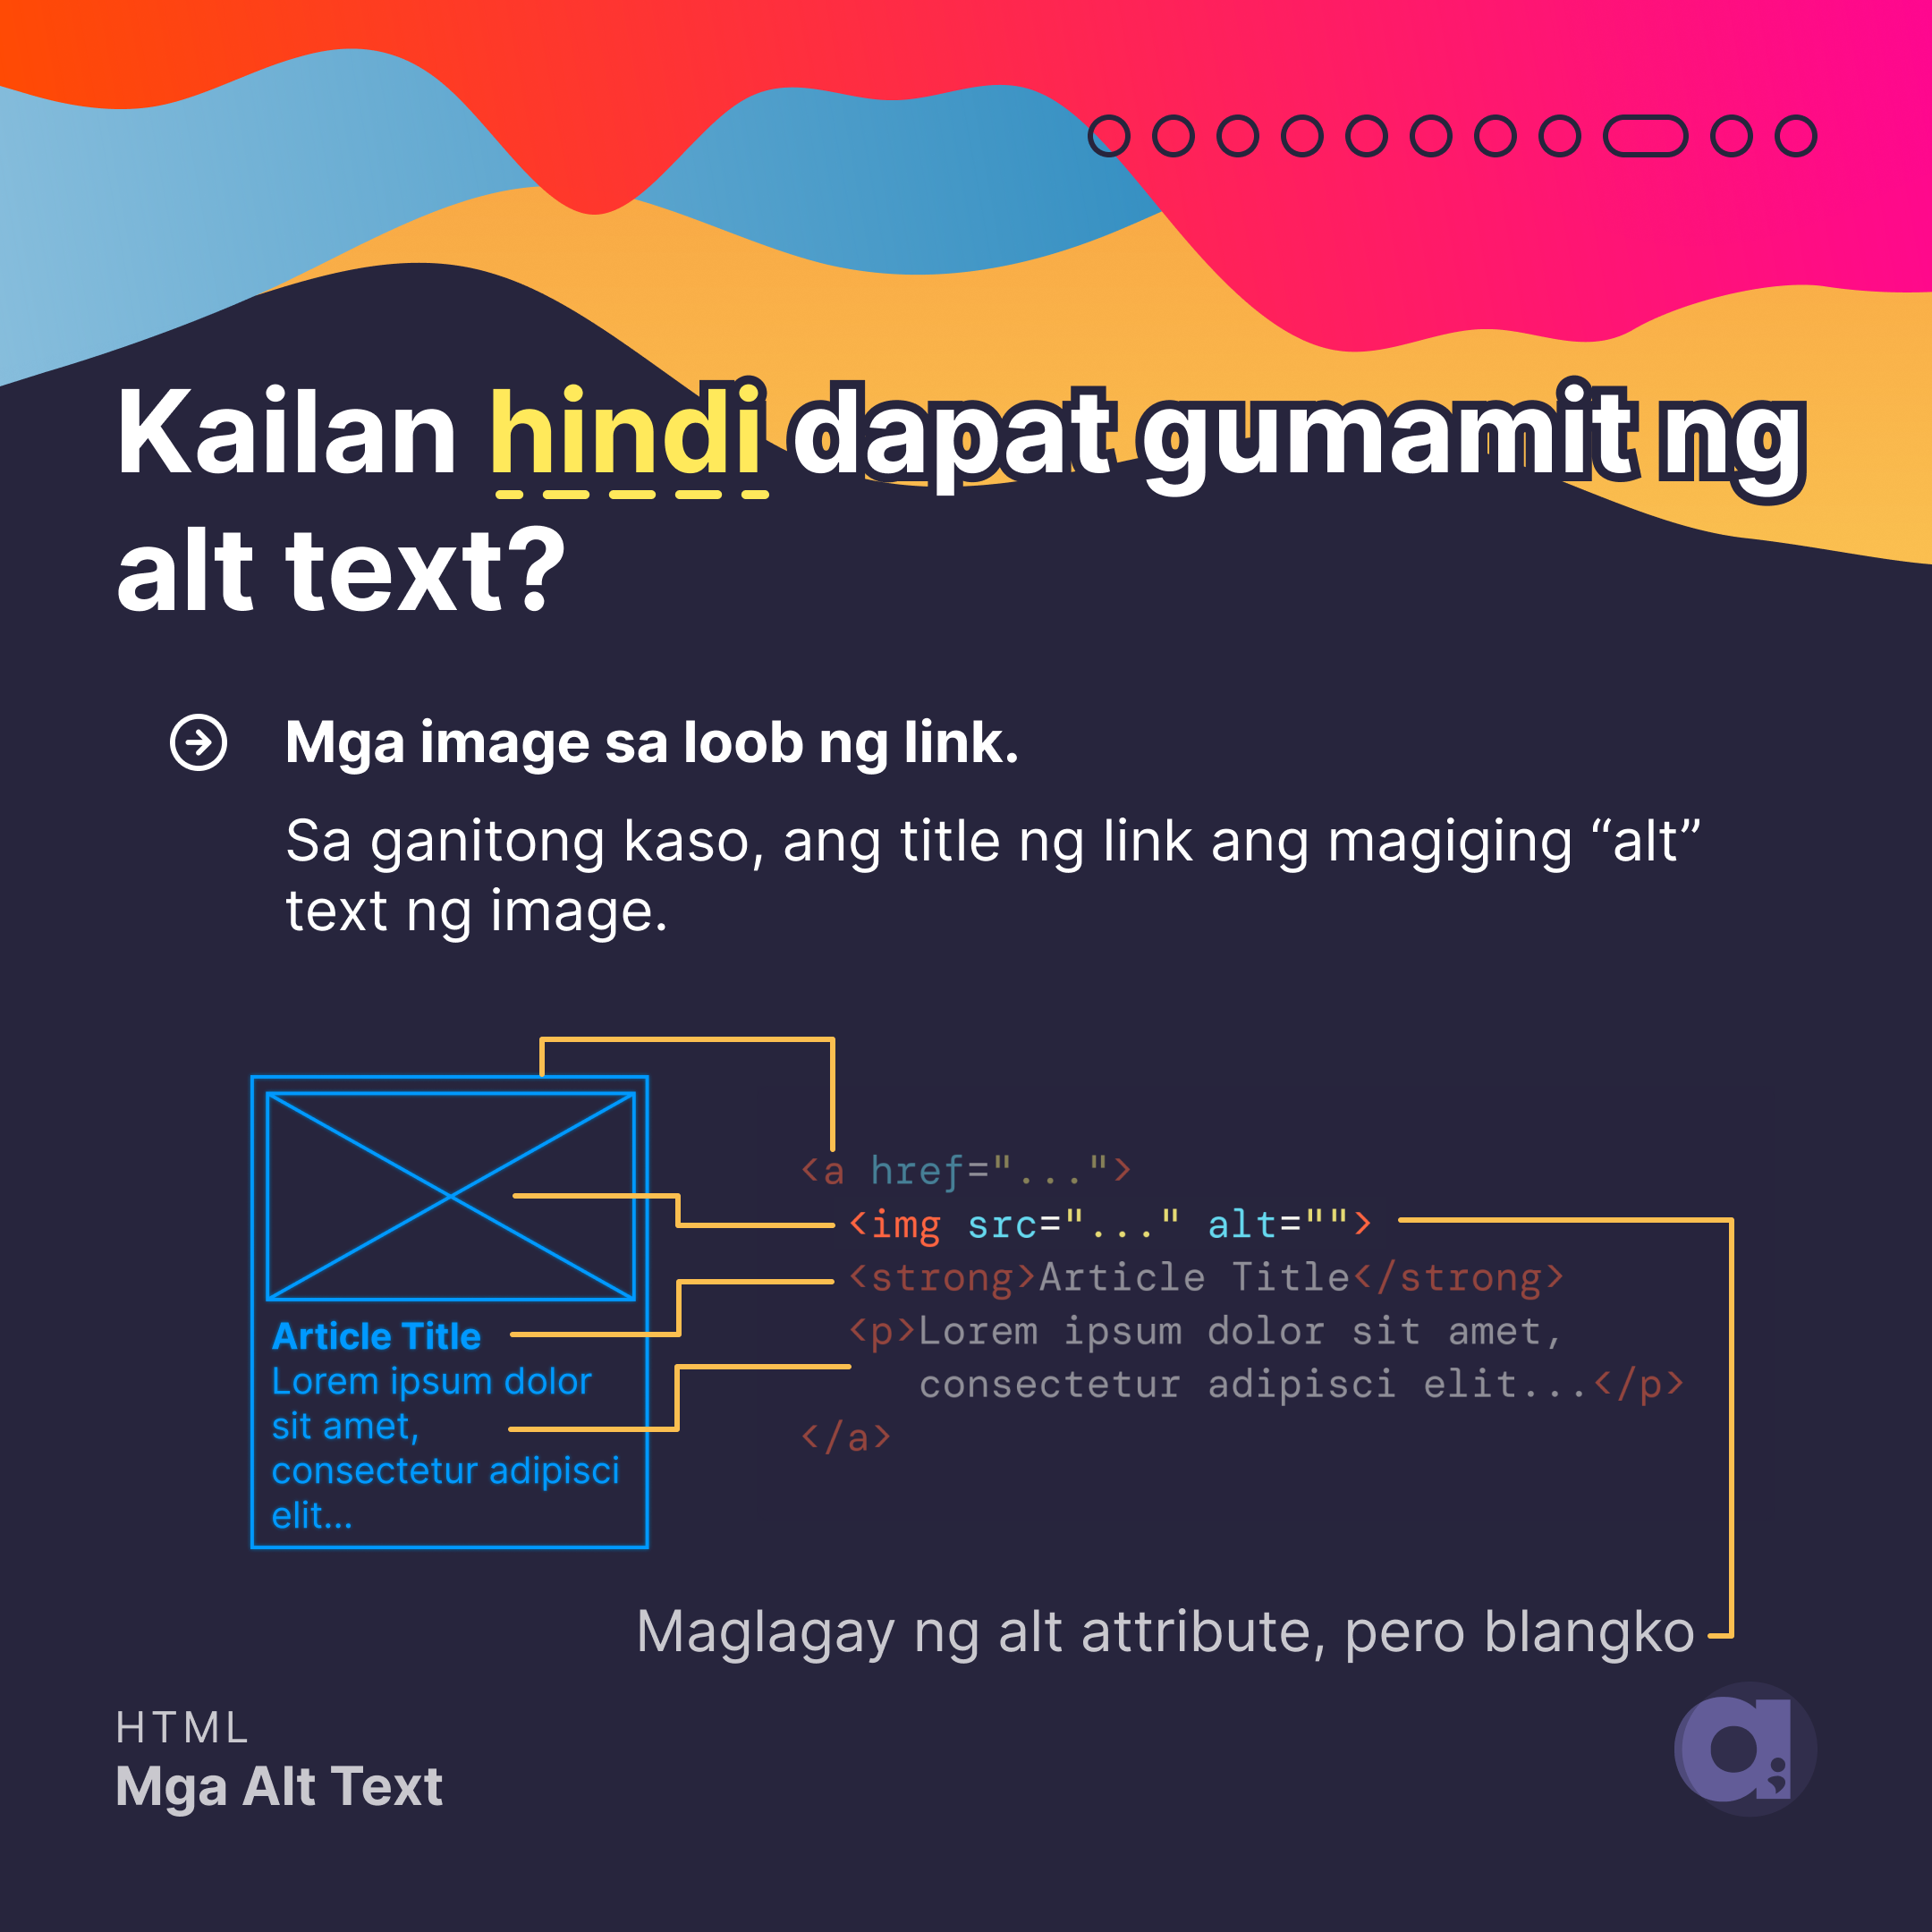 Kailan hindi dapat gumamit ng
alt text?
Mga image sa loob ng link.
Sa ganitong kaso, ang title ng link ang magiging “alt”
text ng image.
Article Title
Lorem ipsum dolor
sit amet,
consectetur adipisci
elit...
<a href="...">
<img src="..." alt="">
<strong>Article Title</strong>
<p>Lorem ipsum dolor sit amet,
consectetur adipisci elit...</p>
</a>
Maglagay ng alt attribute, pero blangko
HTML
Mga Alt Text
a;